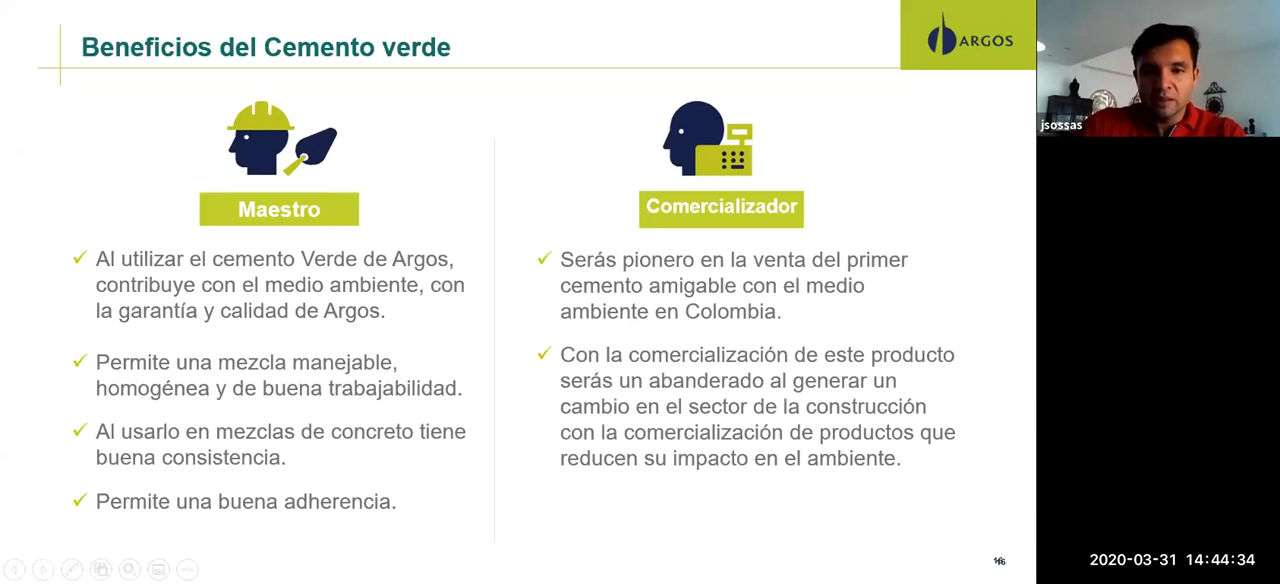 Beneficios del Cemento verde
ARGOS
jsossas
Maestro
Al utilizar el cemento Verde de Argos,
contribuye con el medio ambiente, con
la garantía y calidad de Argos.
Permite una mezcla manejable,
homogénea y de buena trabajabilidad.
Al usarlo en mezclas de concreto tiene
buena consistencia.
Permite una buena adherencia.
Comercializador
Serás pionero en la venta del primer
cemento amigable con el medio
ambiente en Colombia.
Con la comercialización de este producto
serás un abanderado al generar un
cambio en el sector de la construcción
con la comercialización de productos que
reducen su impacto en el ambiente.
2020-03-31 14:44:34